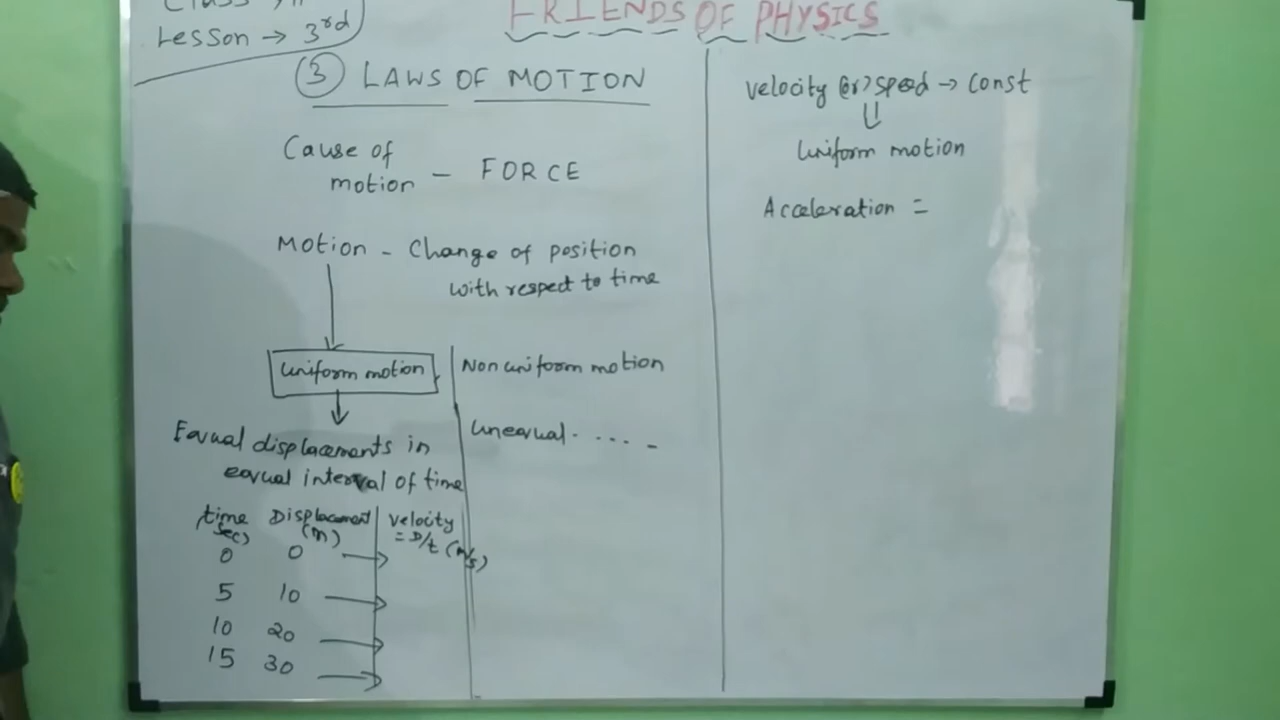 Class
Lesson → 3rd
FRIENDS OF PHYSICS
③ LAWS OF MOTION
Cause of
motion - FORCE
Motion - Change of position
with respect to time
Uniform motion
Non uniform motion
Equal displacements in
equal interval of time
Unequal . . . . . -
time Displacement velocity
(sec) (m) = D/t (m/s)
0 0
5 10
10 20
15 30
velocity (or) speed → const
⇓
Uniform motion
Acceleration =